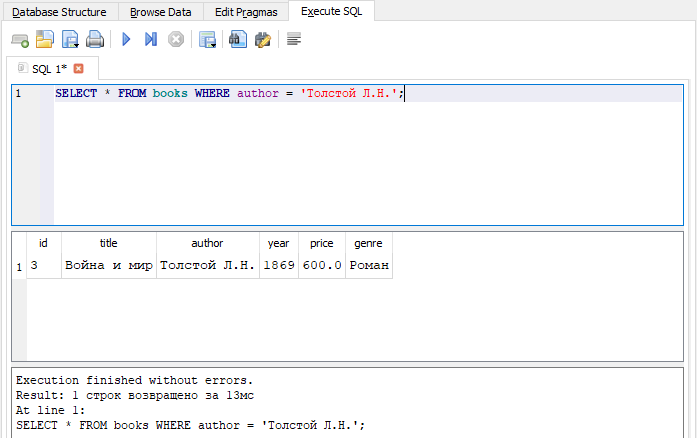 Database Structure Browse Data Edit Pragmas Execute SQL
SQL 1*
1 SELECT * FROM books WHERE author = 'Толстой Л.Н.';
id title author year price genre
1 3 Война и мир Толстой Л.Н. 1869 600.0 Роман
Execution finished without errors.
Result: 1 строк возвращено за 13мс
At line 1:
SELECT * FROM books WHERE author = 'Толстой Л.Н.';